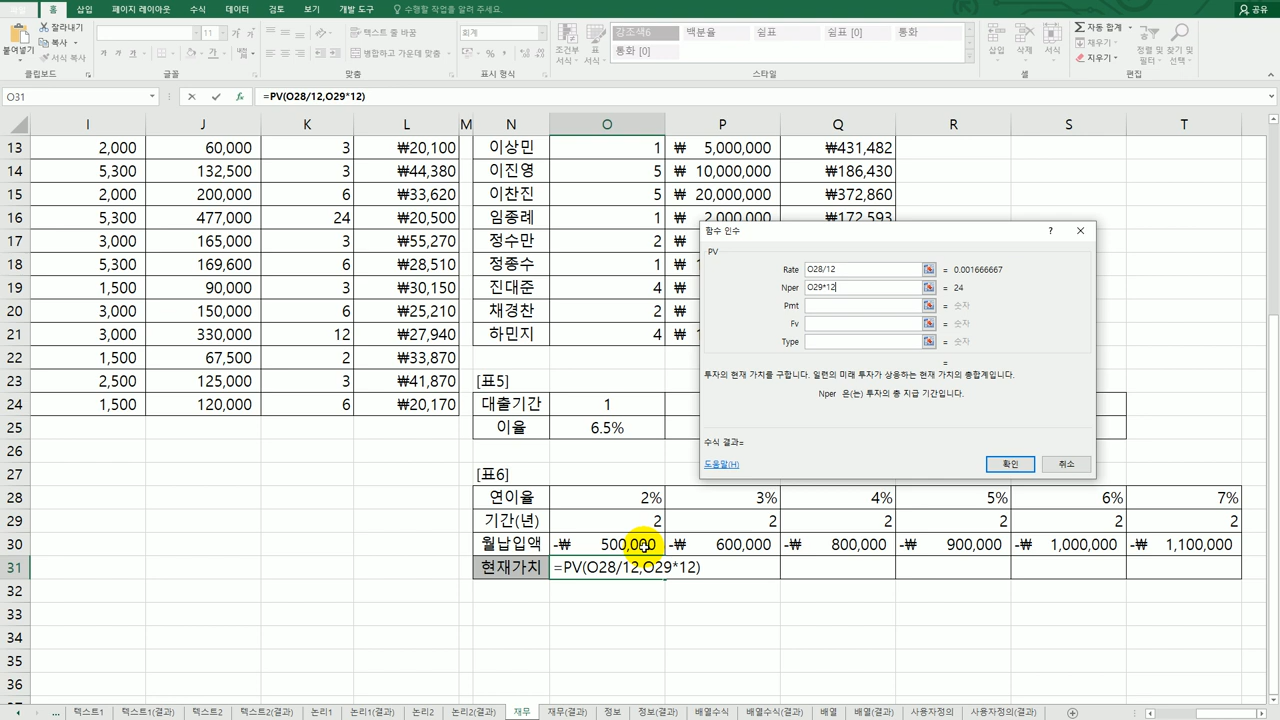 파일 홈 삽입 페이지 레이아웃 수식 데이터 검토 보기 개발 도구 수행할 작업을 알려 주세요. 공유
잘라내기 11 가 가 텍스트 줄 바꿈 회계 강조색6 백분율 쉼표 쉼표 [0] 통화 자동 합계
붙여넣기 복사 조건부 서식 표 서식 삽입 삭제 서식 채우기 정렬 및 필터 찾기 및 선택
서식 복사 가 가 가 병합하고 가운데 맞춤 % 통화 [0] 지우기
클립보드 글꼴 맞춤 표시 형식 스타일 셀 편집
O31 fx =PV(O28/12,O29*12)
I J K L M N O P Q R S T
13 2,000 60,000 3 ₩20,100 이상민 1 ₩ 5,000,000 ₩431,482
14 5,300 132,500 3 ₩44,380 이진영 5 ₩ 10,000,000 ₩186,430
15 2,000 200,000 6 ₩33,620 이찬진 5 ₩ 20,000,000 ₩372,860
16 5,300 477,000 24 ₩20,500 임종례 1 ₩ 2,000,000 ₩172,593
17 3,000 165,000 3 ₩55,270 정수만 2 ₩
18 5,300 169,600 6 ₩28,510 정종수 1 ₩
19 1,500 90,000 3 ₩30,150 진대준 4 ₩
20 3,000 150,000 6 ₩25,210 채경찬 2 ₩
21 3,000 330,000 12 ₩27,940 하민지 4 ₩
22 1,500 67,500 2 ₩33,870
23 2,500 125,000 3 ₩41,870 [표5]
24 1,500 120,000 6 ₩20,170 대출기간 1
25 이율 6.5%
26
27 [표6]
28 연이율 2% 3% 4% 5% 6% 7%
29 기간(년) 2 2 2 2 2 2
30 월납입액 -₩ 500,000 -₩ 600,000 -₩ 800,000 -₩ 900,000 -₩ 1,000,000 -₩ 1,100,000
31 현재가치 =PV(O28/12,O29*12)
32
33
34
35
36
함수 인수 ?
PV
Rate O28/12 = 0.001666667
Nper O29*12 = 24
Pmt = 숫자
Fv = 숫자
Type = 숫자
=
투자의 현재 가치를 구합니다. 일련의 미래 투자가 상응하는 현재 가치의 총합계입니다.
Nper 은(는) 투자의 총 지급 기간입니다.
수식 결과=
도움말(H) 확인 취소
... 텍스트1 텍스트1(결과) 텍스트2 텍스트2(결과) 논리1 논리1(결과) 논리2 논리2(결과) 재무 재무(결과) 정보 정보(결과) 배열수식 배열수식(결과) 배열 배열(결과) 사용자정의 사용자정의(결과)